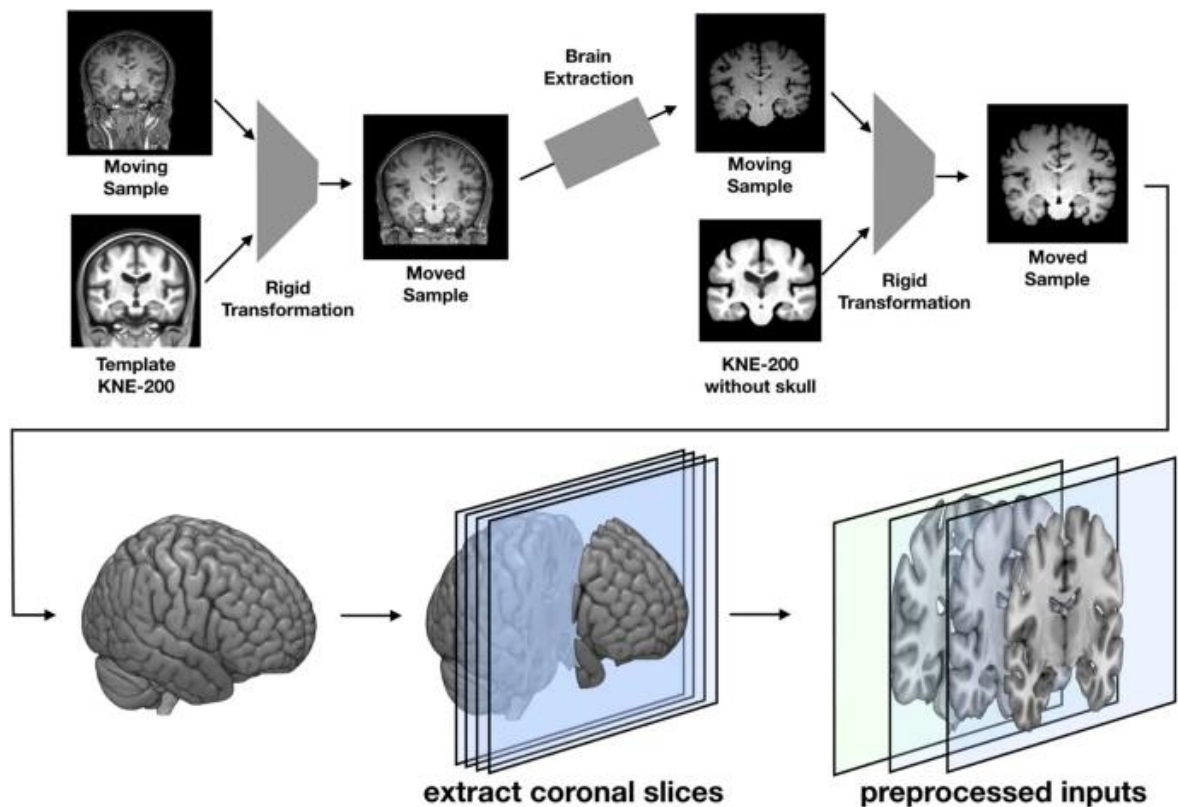 Moving
Sample
Template
KNE-200
Rigid
Transformation
Moved
Sample
Brain
Extraction
Moving
Sample
KNE-200
without skull
Rigid
Transformation
Moved
Sample
extract coronal slices
preprocessed inputs